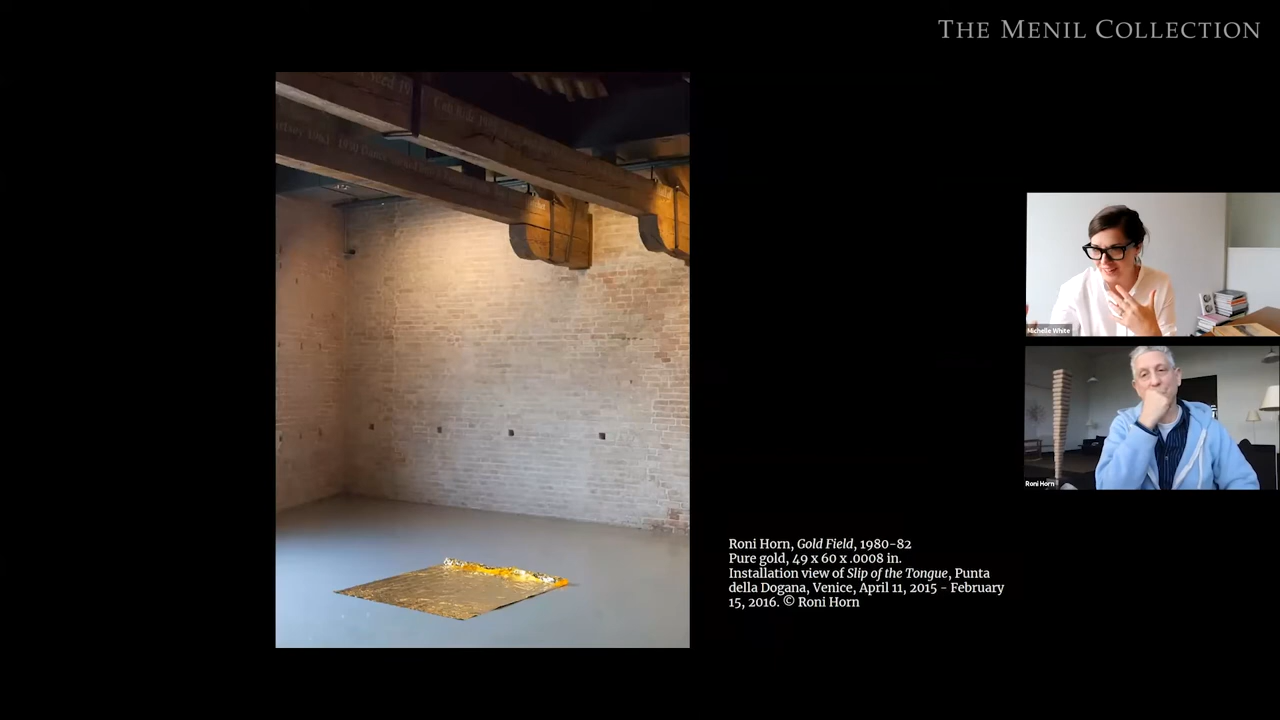 THE MENIL COLLECTION
Michelle White
Roni Horn
Roni Horn, Gold Field, 1980-82
Pure gold, 49 x 60 x .0008 in.
Installation view of Slip of the Tongue, Punta
della Dogana, Venice, April 11, 2015 - February
15, 2016. © Roni Horn